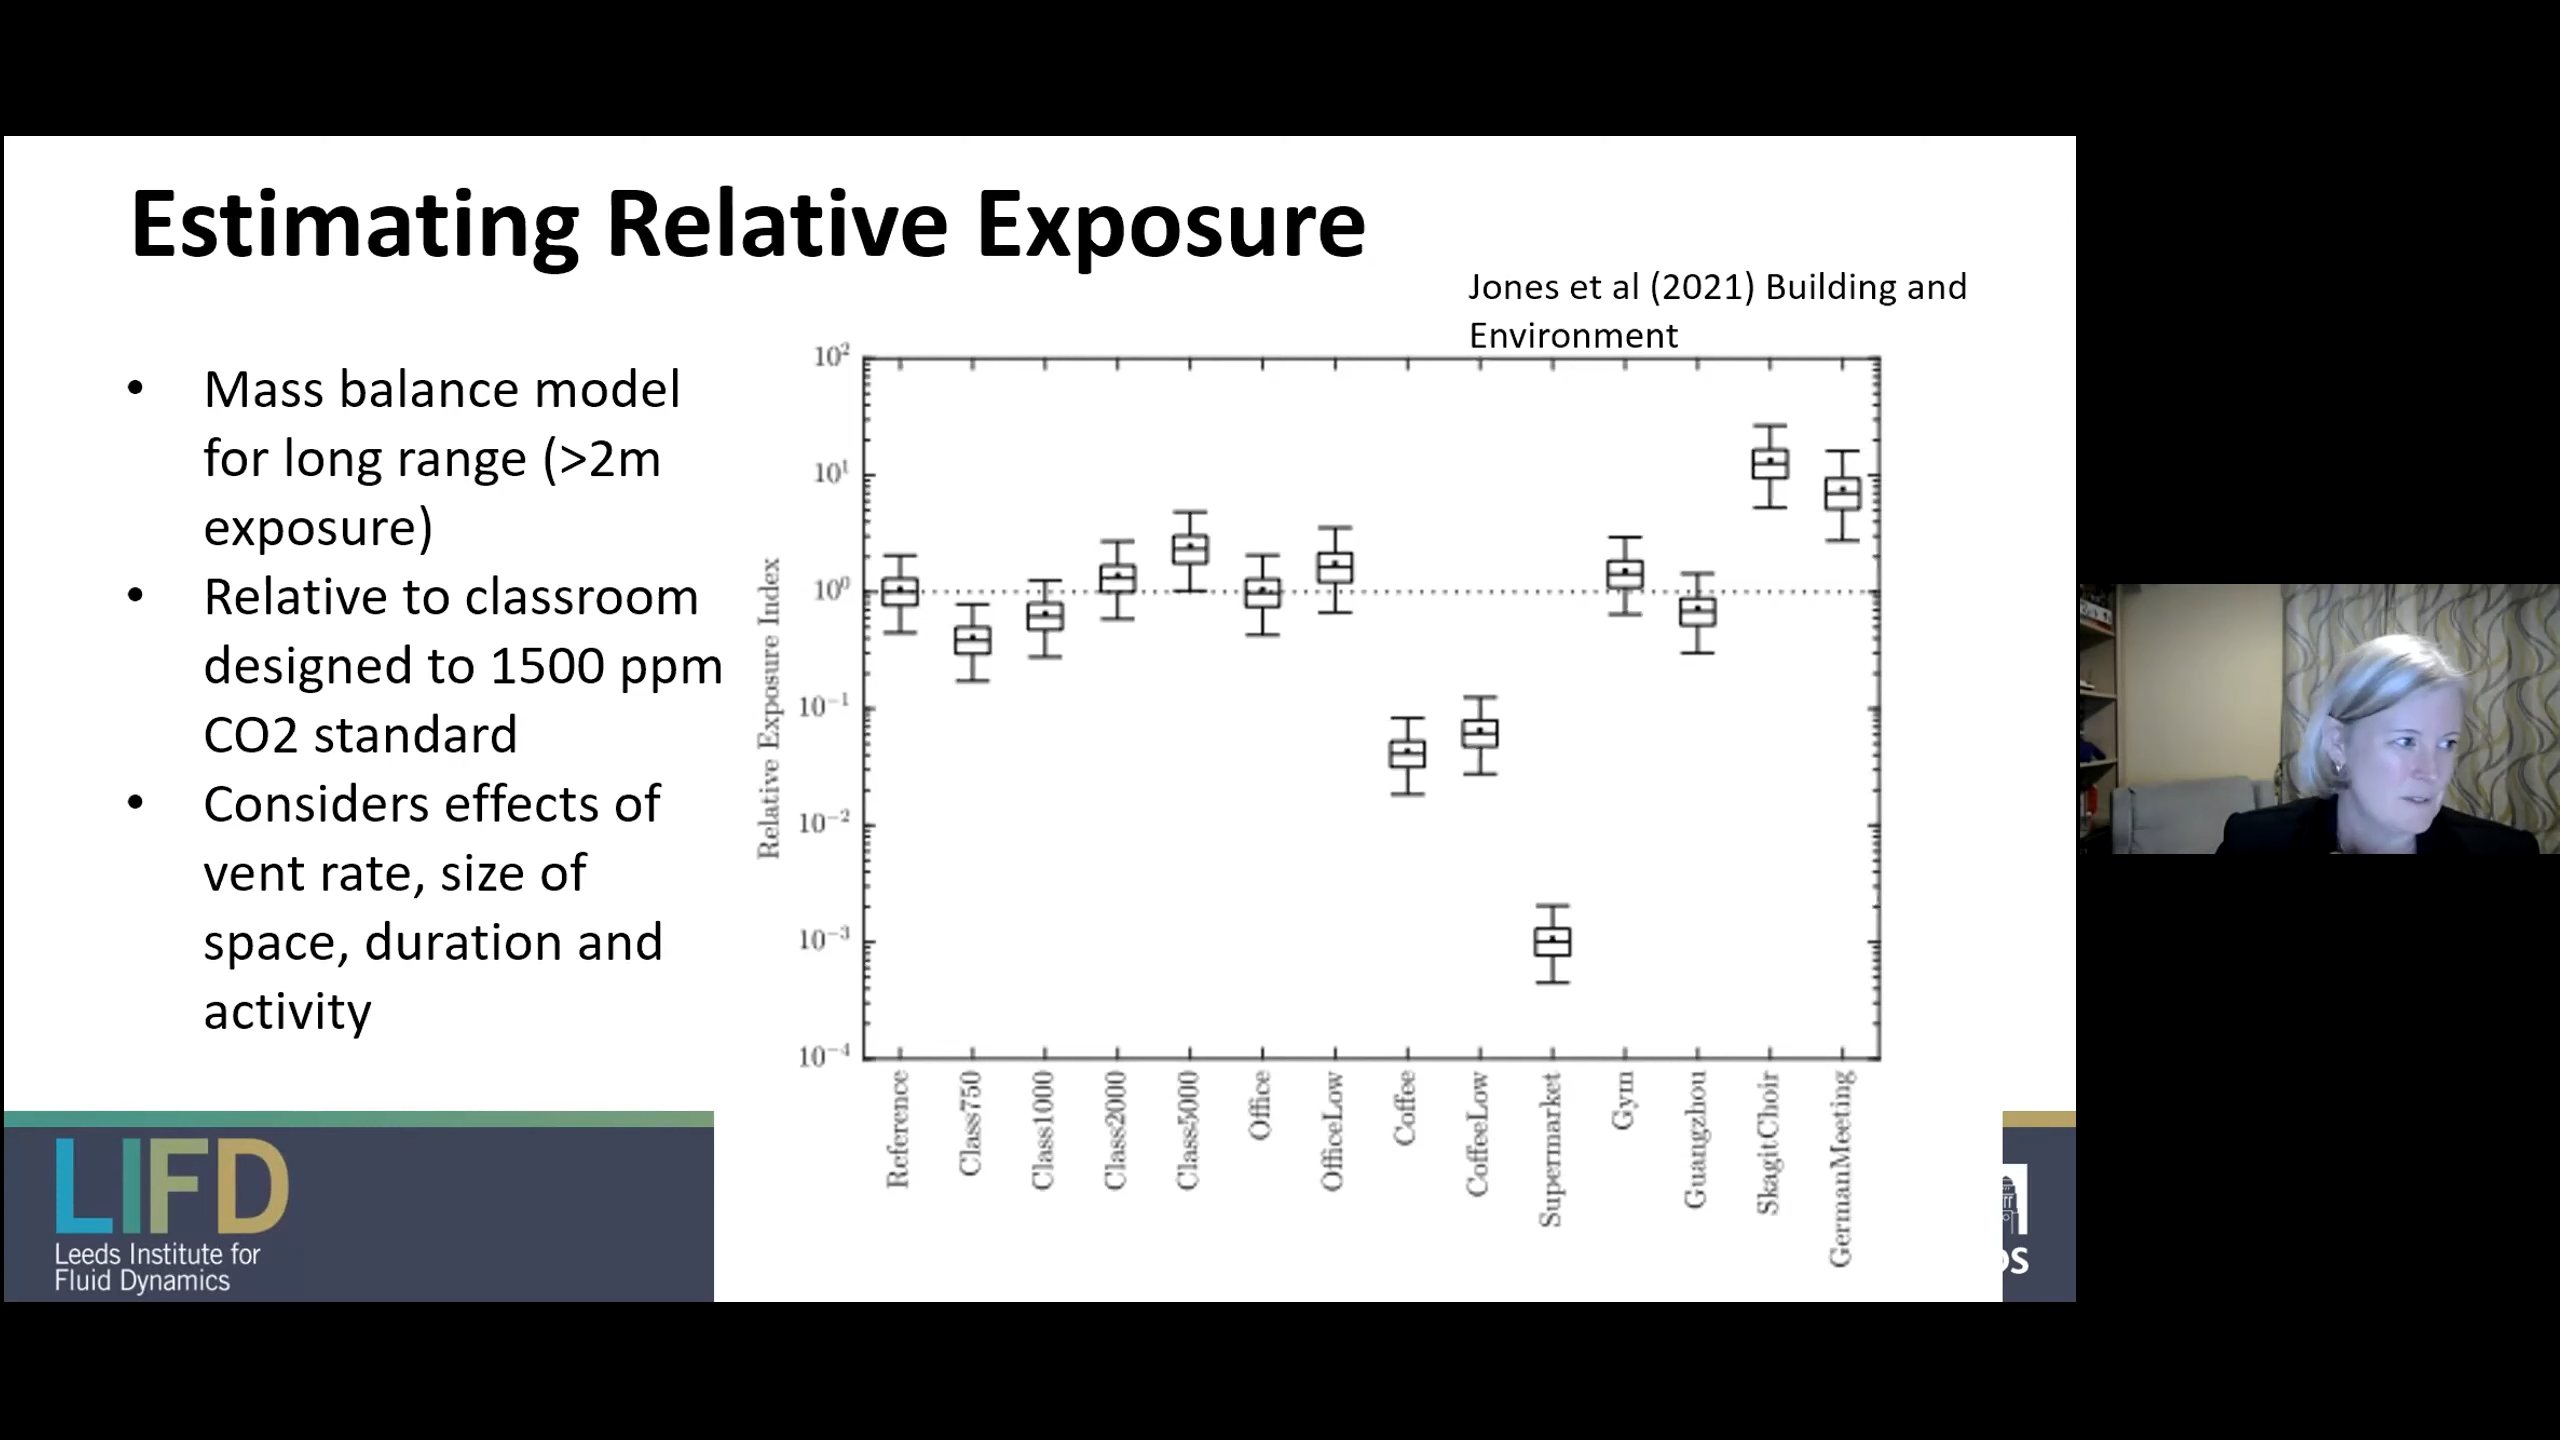 Estimating Relative Exposure
Jones et al (2021) Building and
Environment
• Mass balance model
for long range (>2m
exposure)
• Relative to classroom
designed to 1500 ppm
CO2 standard
• Considers effects of
vent rate, size of
space, duration and
activity
Relative Exposure Index
10²
10¹
10⁰
10⁻¹
10⁻²
10⁻³
10⁻⁴
Reference
Class750
Class1000
Class2000
Class5000
Office
OfficeLow
Coffee
CoffeeLow
Supermarket
Gym
Guangzhou
SkagitChoir
GermanMeeting
LIFD
Leeds Institute for
Fluid Dynamics